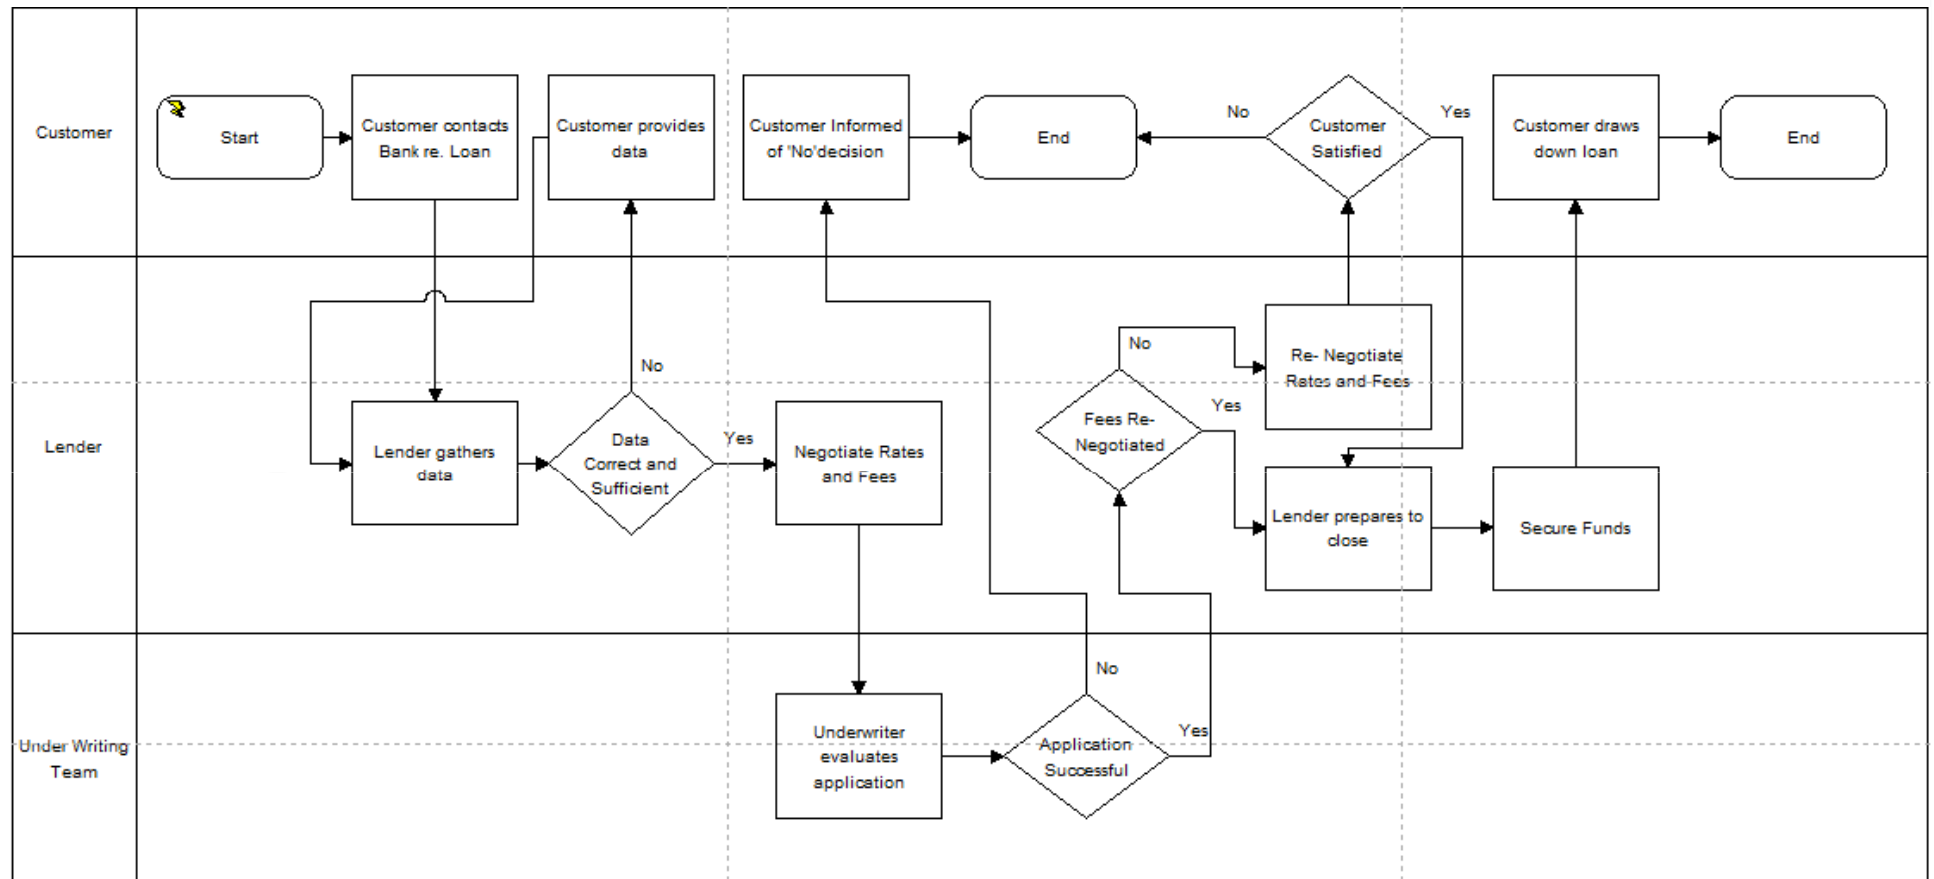 Customer
Start
Customer contacts
Bank re. Loan
Customer provides
data
Customer Informed
of 'No'decision
End
No
Customer
Satisfied
Yes
Customer draws
down loan
End
Lender
Lender gathers
data
No
Data
Correct and
Sufficient
Yes
Negotiate Rates
and Fees
No
Fees Re-
Negotiated
Yes
Re- Negotiate
Rates and Fees
Lender prepares to
close
Secure Funds
Under Writing
Team
Underwriter
evaluates
application
No
Application
Successful
Yes